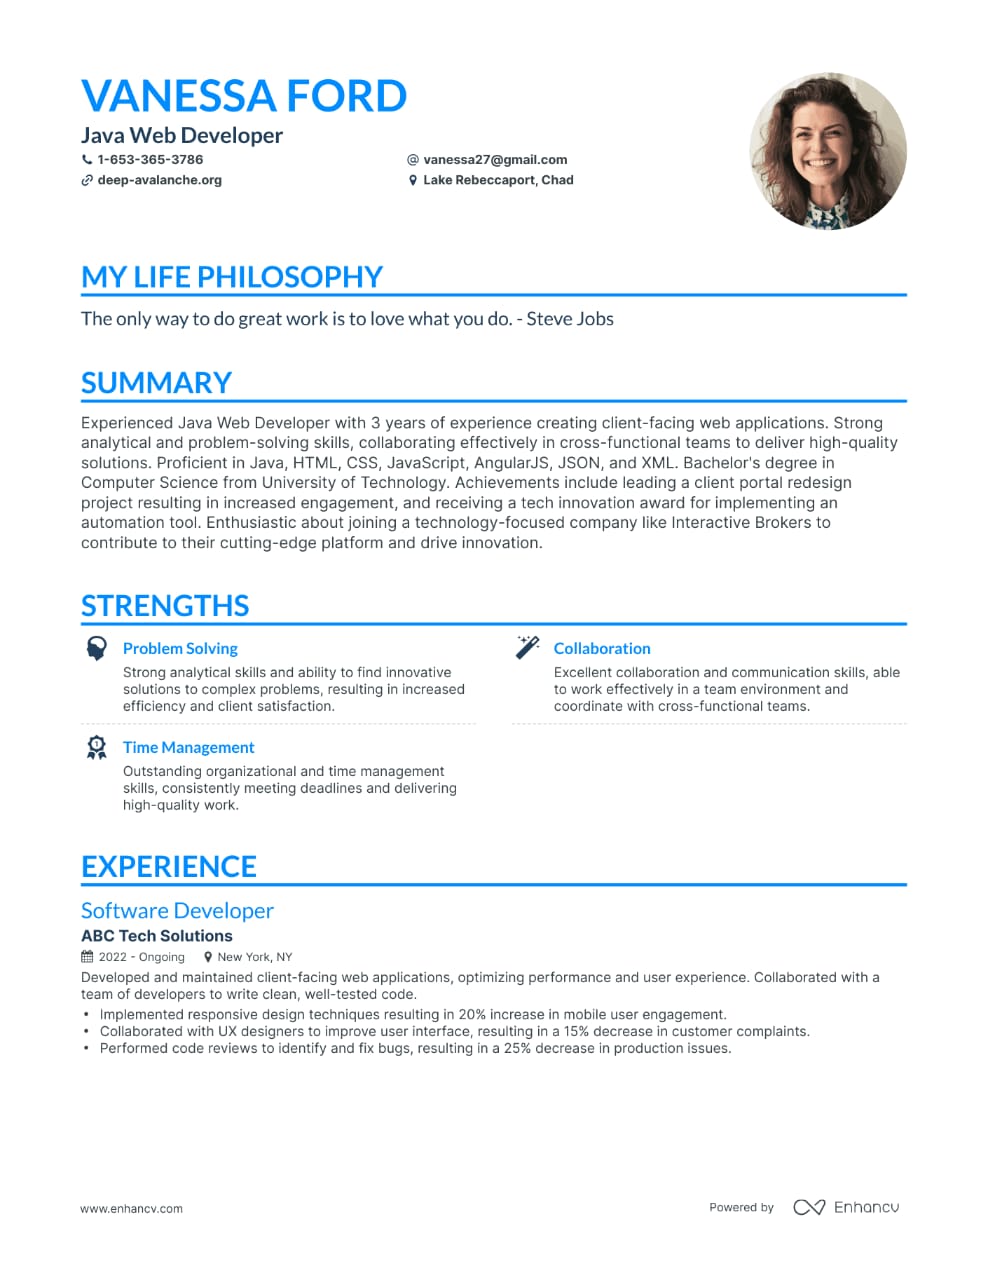 VANESSA FORD
Java Web Developer
1-653-365-3786
@ vanessa27@gmail.com
deep-avalanche.org
Lake Rebeccaport, Chad
MY LIFE PHILOSOPHY
The only way to do great work is to love what you do. - Steve Jobs
SUMMARY
Experienced Java Web Developer with 3 years of experience creating client-facing web applications. Strong
analytical and problem-solving skills, collaborating effectively in cross-functional teams to deliver high-quality
solutions. Proficient in Java, HTML, CSS, JavaScript, AngularJS, JSON, and XML. Bachelor's degree in
Computer Science from University of Technology. Achievements include leading a client portal redesign
project resulting in increased engagement, and receiving a tech innovation award for implementing an
automation tool. Enthusiastic about joining a technology-focused company like Interactive Brokers to
contribute to their cutting-edge platform and drive innovation.
STRENGTHS
Problem Solving
Strong analytical skills and ability to find innovative
solutions to complex problems, resulting in increased
efficiency and client satisfaction.
Collaboration
Excellent collaboration and communication skills, able
to work effectively in a team environment and
coordinate with cross-functional teams.
Time Management
Outstanding organizational and time management
skills, consistently meeting deadlines and delivering
high-quality work.
EXPERIENCE
Software Developer
ABC Tech Solutions
2022 - Ongoing
New York, NY
Developed and maintained client-facing web applications, optimizing performance and user experience. Collaborated with a
team of developers to write clean, well-tested code.
• Implemented responsive design techniques resulting in 20% increase in mobile user engagement.
• Collaborated with UX designers to improve user interface, resulting in a 15% decrease in customer complaints.
• Performed code reviews to identify and fix bugs, resulting in a 25% decrease in production issues.
www.enhancv.com
Powered by
Enhancv